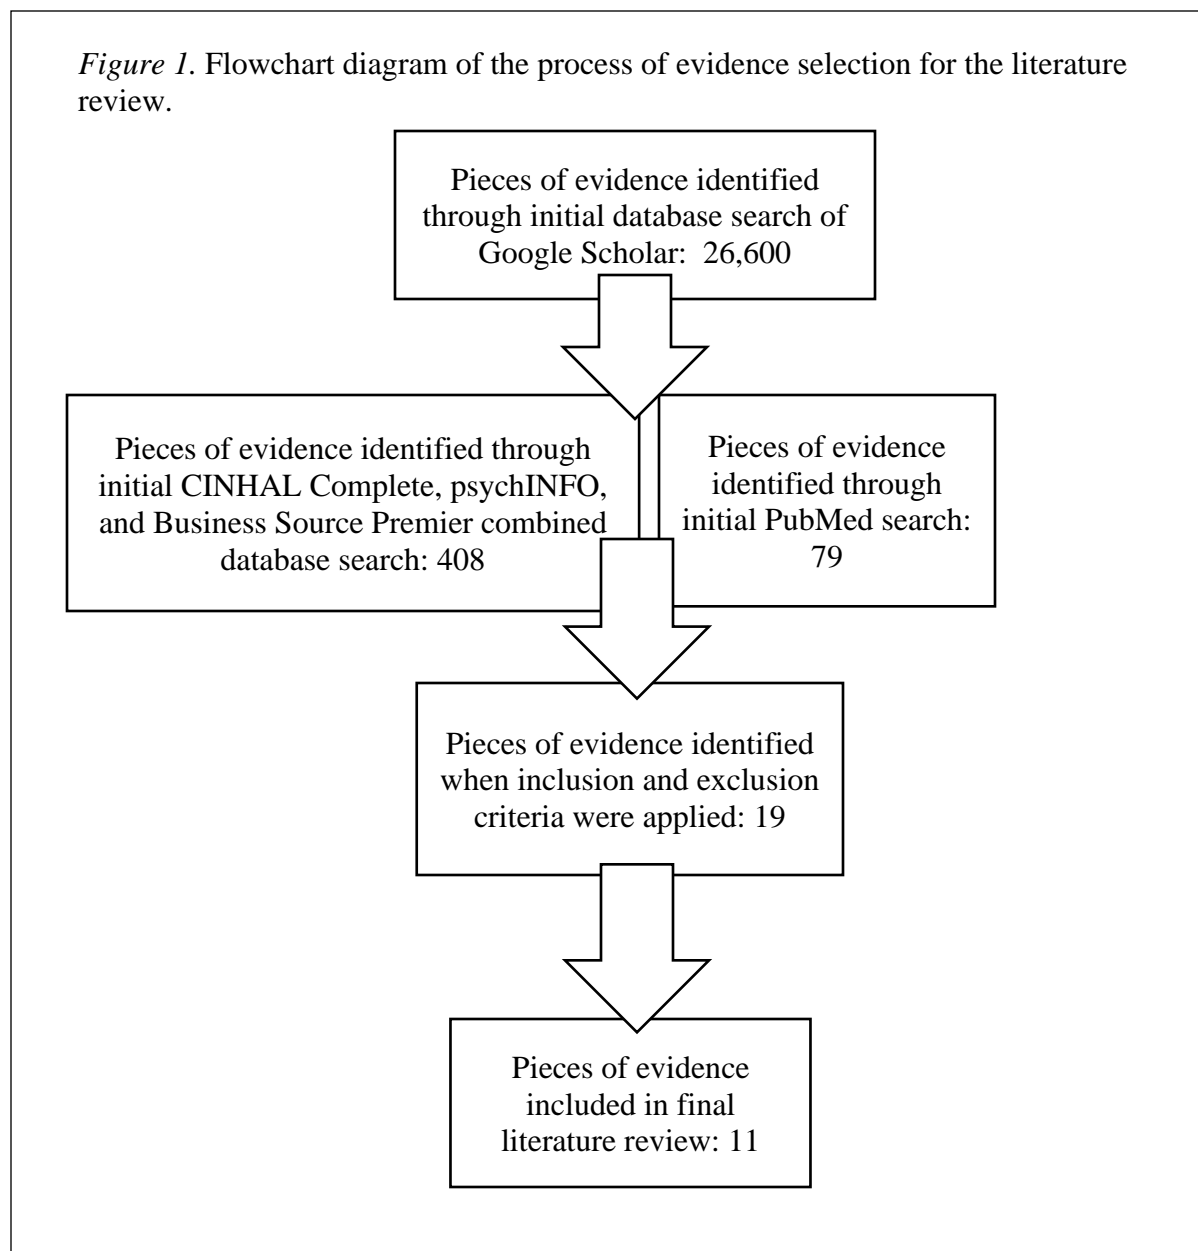 Figure 1. Flowchart diagram of the process of evidence selection for the literature
review.
Pieces of evidence identified
through initial database search of
Google Scholar: 26,600
Pieces of evidence identified through
initial CINHAL Complete, psychINFO,
and Business Source Premier combined
database search: 408
Pieces of evidence
identified through
initial PubMed search:
79
Pieces of evidence identified
when inclusion and exclusion
criteria were applied: 19
Pieces of evidence
included in final
literature review: 11